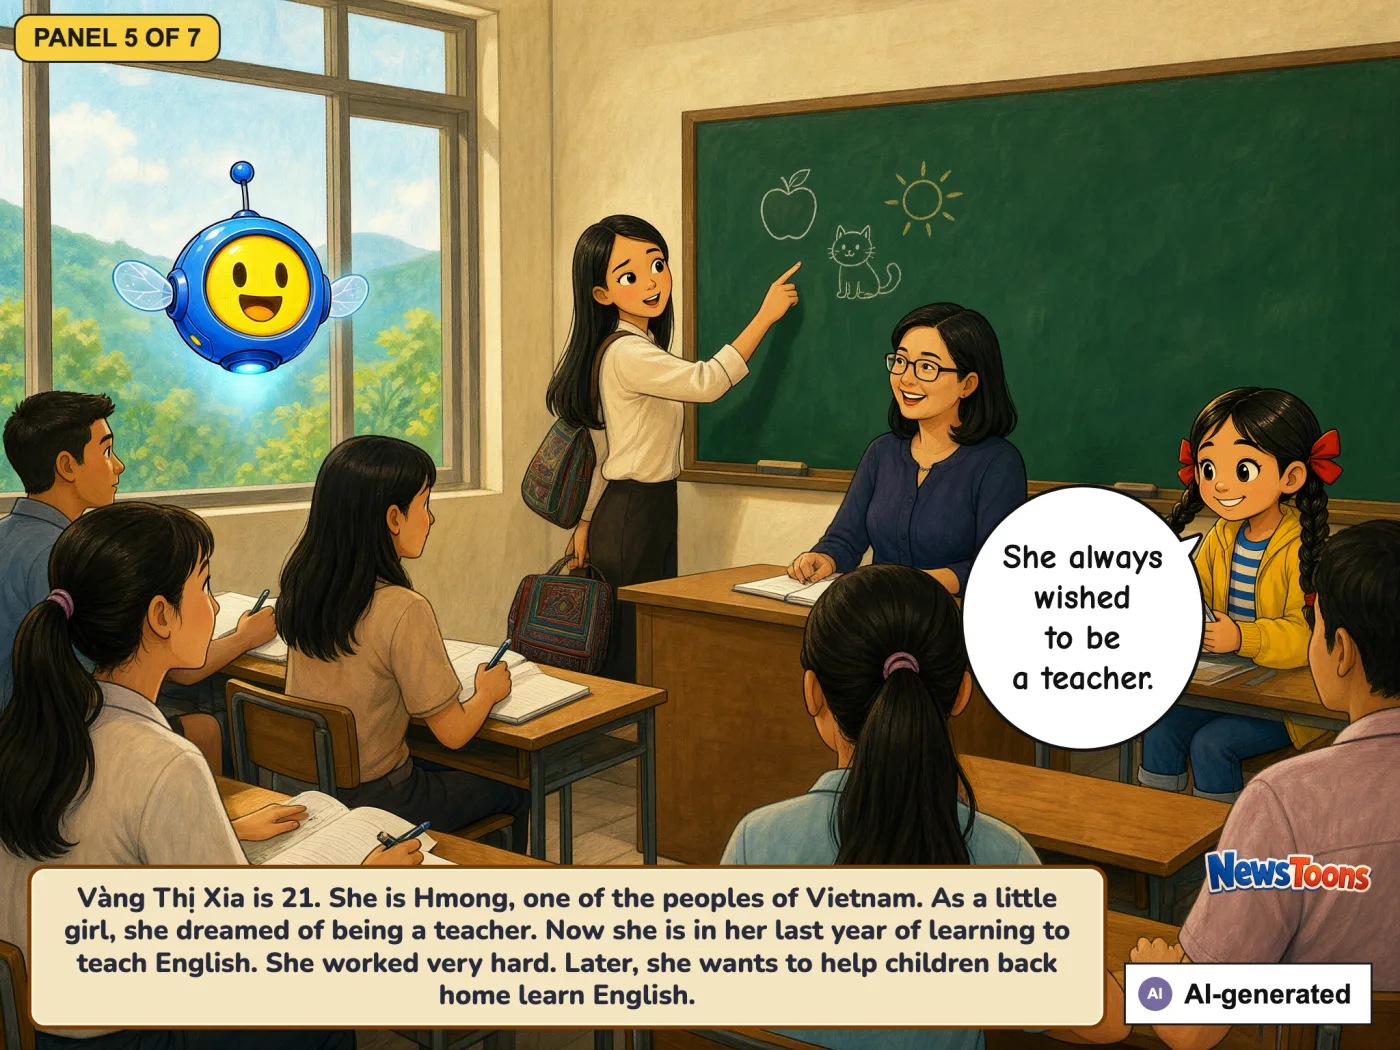 PANEL 5 OF 7
She always
wished
to be
a teacher.
NEWSTOONS
Vàng Thị Xia is 21. She is Hmong, one of the peoples of Vietnam. As a little
girl, she dreamed of being a teacher. Now she is in her last year of learning to
teach English. She worked very hard. Later, she wants to help children back
home learn English.
AI AI-generated